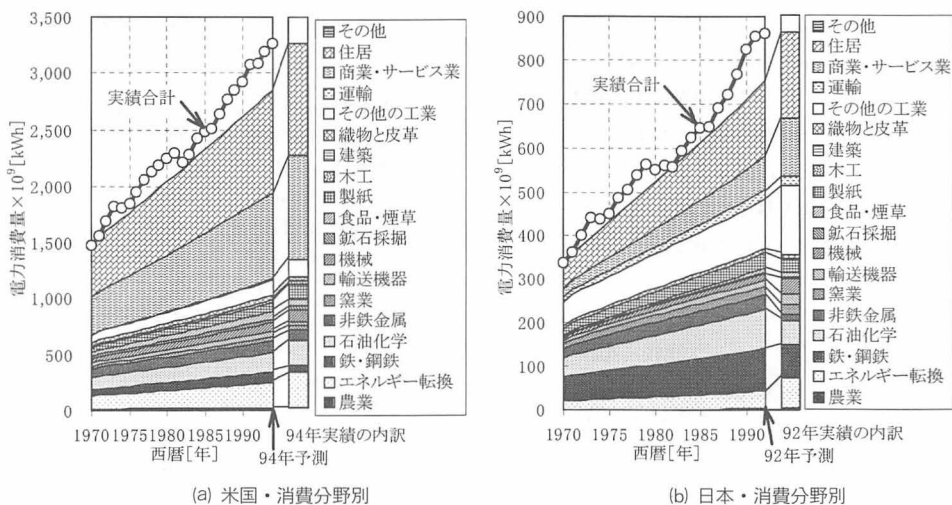 3,500
3,000
2,500
2,000
1,500
1,000
500
0
電力消費量×10⁹[kWh]
実績合計
1970 1975 1980 1985 1990
西暦[年]
94年実績の内訳
94年予測
その他
住居
商業・サービス業
運輸
その他の工業
織物と皮革
建築
木工
製紙
食品・煙草
鉱石採掘
機械
輸送機器
窯業
非鉄金属
石油化学
鉄・鋼鉄
エネルギー転換
農業
(a) 米国・消費分野別
900
800
700
600
500
400
300
200
100
0
電力消費量×10⁹[kWh]
実績合計
1970 1975 1980 1985 1990
西暦[年]
92年実績の内訳
92年予測
その他
住居
商業・サービス業
運輸
その他の工業
織物と皮革
建築
木工
製紙
食品・煙草
鉱石採掘
機械
輸送機器
窯業
非鉄金属
石油化学
鉄・鋼鉄
エネルギー転換
農業
(b) 日本・消費分野別